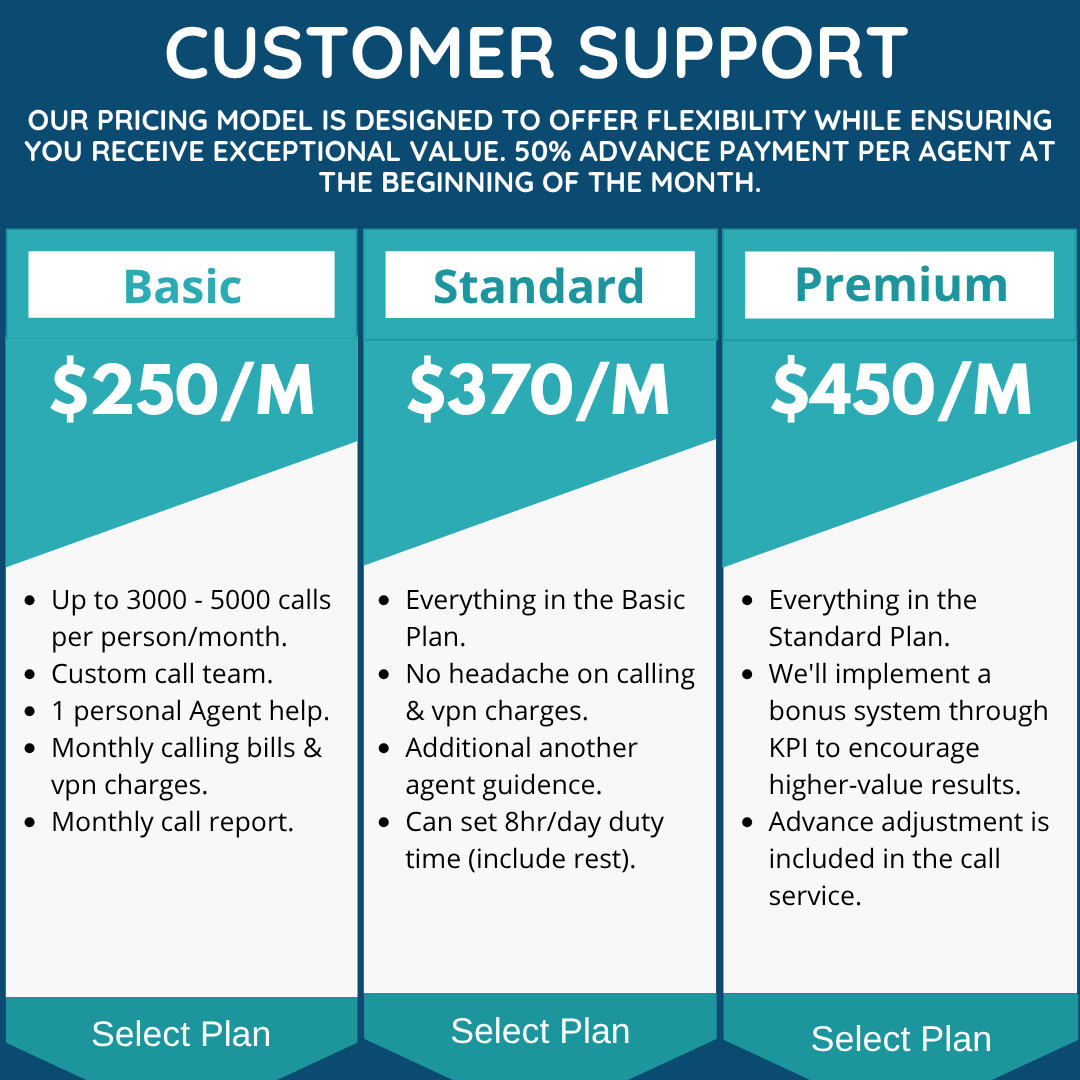 CUSTOMER SUPPORT
OUR PRICING MODEL IS DESIGNED TO OFFER FLEXIBILITY WHILE ENSURING
YOU RECEIVE EXCEPTIONAL VALUE. 50% ADVANCE PAYMENT PER AGENT AT
THE BEGINNING OF THE MONTH.
Basic
$250/M
• Up to 3000 - 5000 calls
per person/month.
• Custom call team.
• 1 personal Agent help.
• Monthly calling bills &
vpn charges.
• Monthly call report.
Select Plan
Standard
$370/M
• Everything in the Basic
Plan.
• No headache on calling
& vpn charges.
• Additional another
agent guidence.
• Can set 8hr/day duty
time (include rest).
Select Plan
Premium
$450/M
• Everything in the
Standard Plan.
• We'll implement a
bonus system through
KPI to encourage
higher-value results.
• Advance adjustment is
included in the call
service.
Select Plan